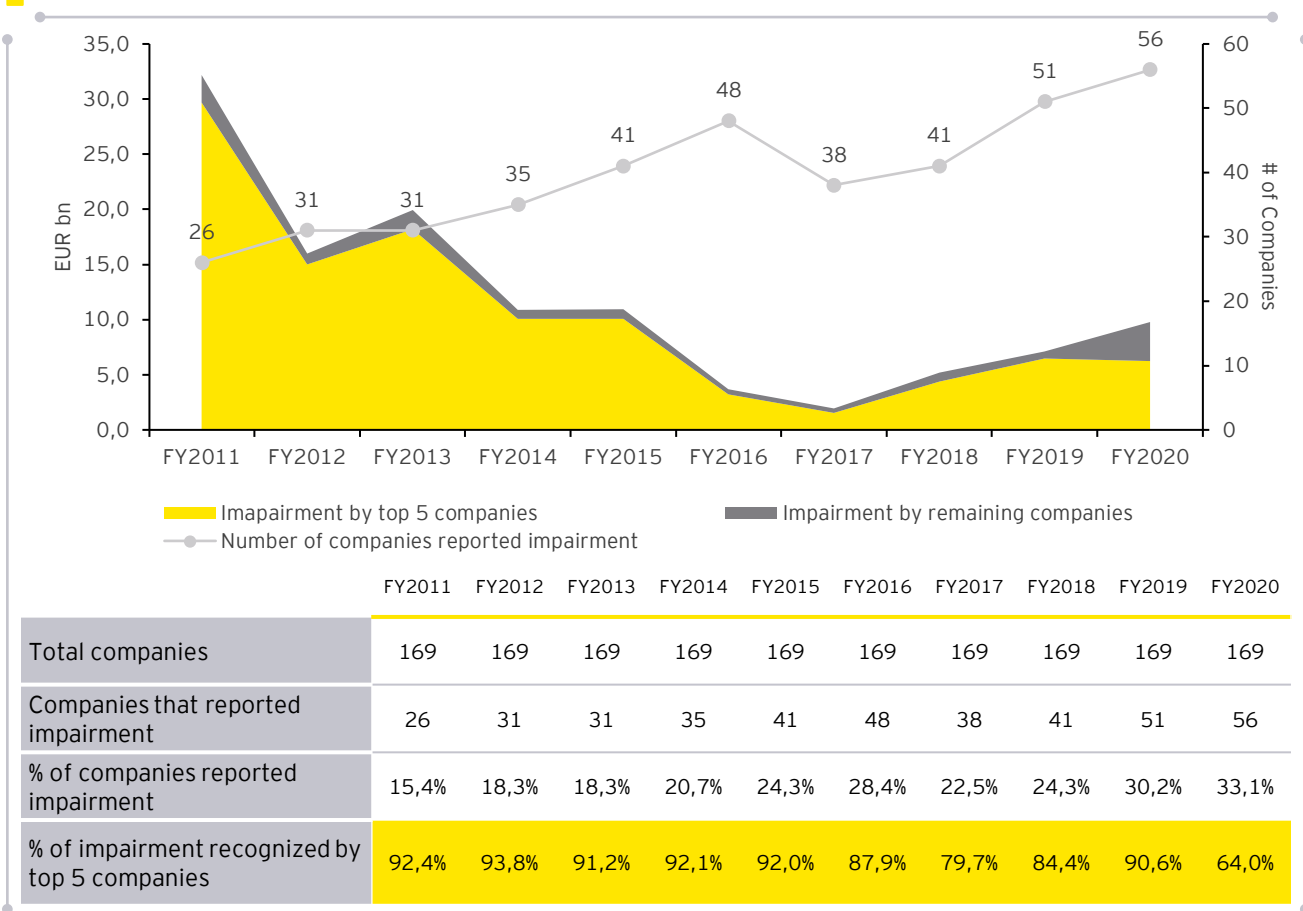 35,0
30,0
25,0
20,0
15,0
10,0
5,0
0,0
EUR bn
60
50
40
30
20
10
0
# of Companies
26
31
31
35
41
48
38
41
51
56
FY2011 FY2012 FY2013 FY2014 FY2015 FY2016 FY2017 FY2018 FY2019 FY2020
Imapairment by top 5 companies
Impairment by remaining companies
Number of companies reported impairment
FY2011 FY2012 FY2013 FY2014 FY2015 FY2016 FY2017 FY2018 FY2019 FY2020
Total companies 169 169 169 169 169 169 169 169 169 169
Companies that reported
impairment 26 31 31 35 41 48 38 41 51 56
% of companies reported
impairment 15,4% 18,3% 18,3% 20,7% 24,3% 28,4% 22,5% 24,3% 30,2% 33,1%
% of impairment recognized by
top 5 companies 92,4% 93,8% 91,2% 92,1% 92,0% 87,9% 79,7% 84,4% 90,6% 64,0%